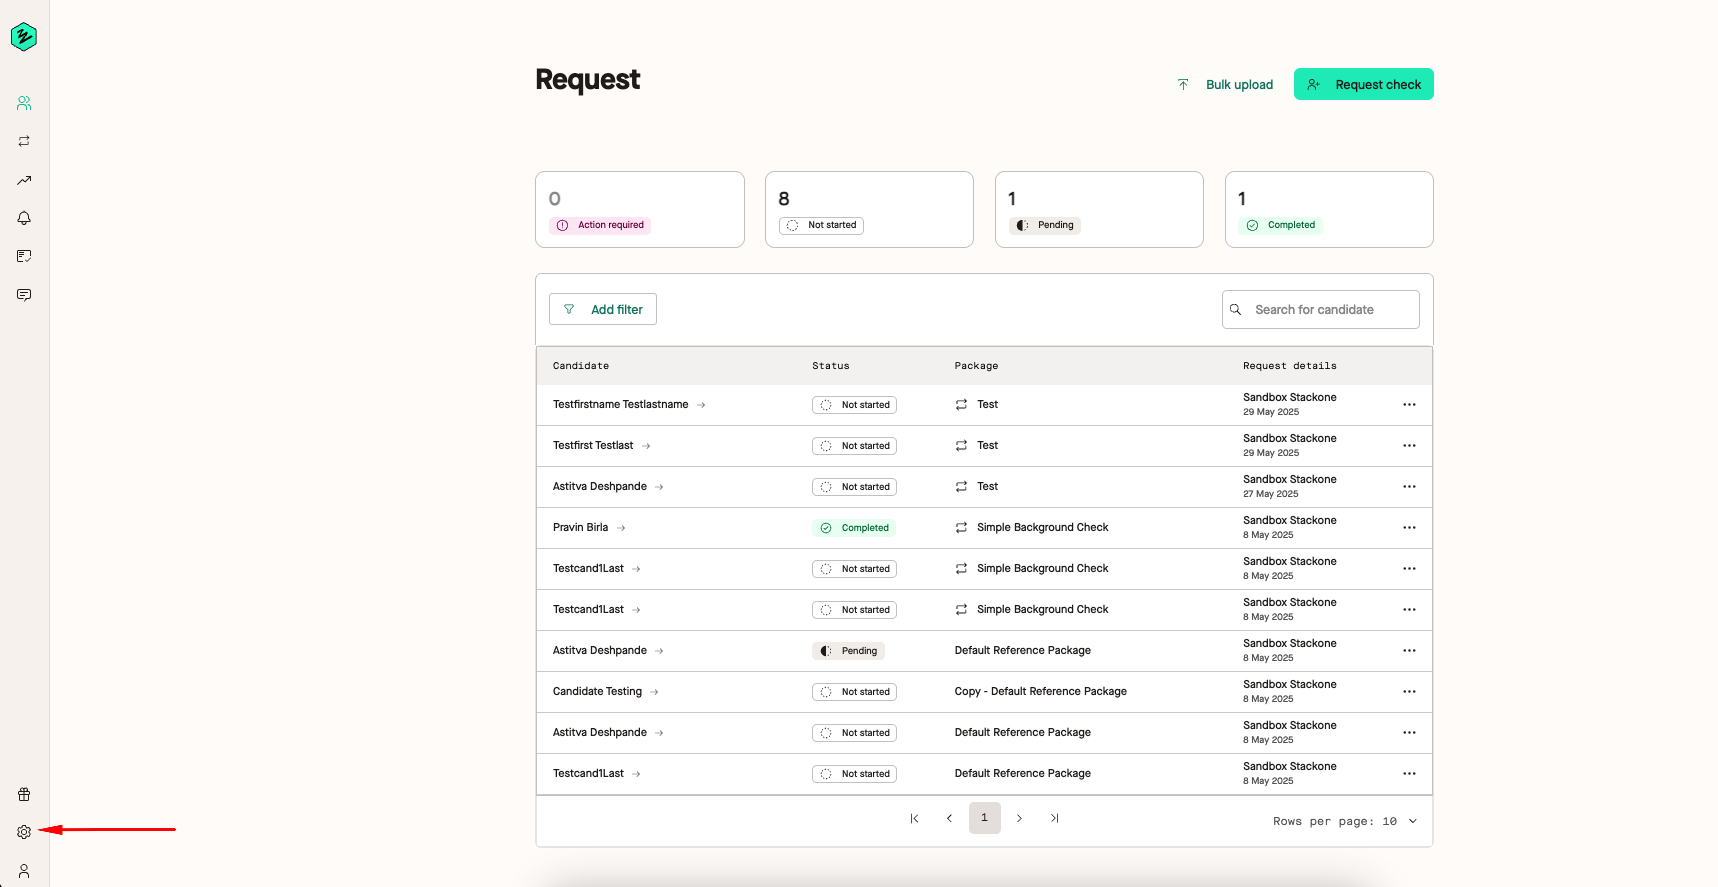 Request
Bulk upload
Request check
0
Action required
8
Not started
1
Pending
1
Completed
Add filter
Search for candidate
Candidate Status Package Request details
Testfirstname Testlastname Not started Test Sandbox Stackone
29 May 2025
Testfirst Testlast Not started Test Sandbox Stackone
29 May 2025
Astitva Deshpande Not started Test Sandbox Stackone
27 May 2025
Pravin Birla Completed Simple Background Check Sandbox Stackone
8 May 2025
Testcand1Last Not started Simple Background Check Sandbox Stackone
8 May 2025
Testcand1Last Not started Simple Background Check Sandbox Stackone
8 May 2025
Astitva Deshpande Pending Default Reference Package Sandbox Stackone
8 May 2025
Candidate Testing Not started Copy - Default Reference Package Sandbox Stackone
8 May 2025
Astitva Deshpande Not started Default Reference Package Sandbox Stackone
8 May 2025
Testcand1Last Not started Default Reference Package Sandbox Stackone
8 May 2025
1
Rows per page: 10